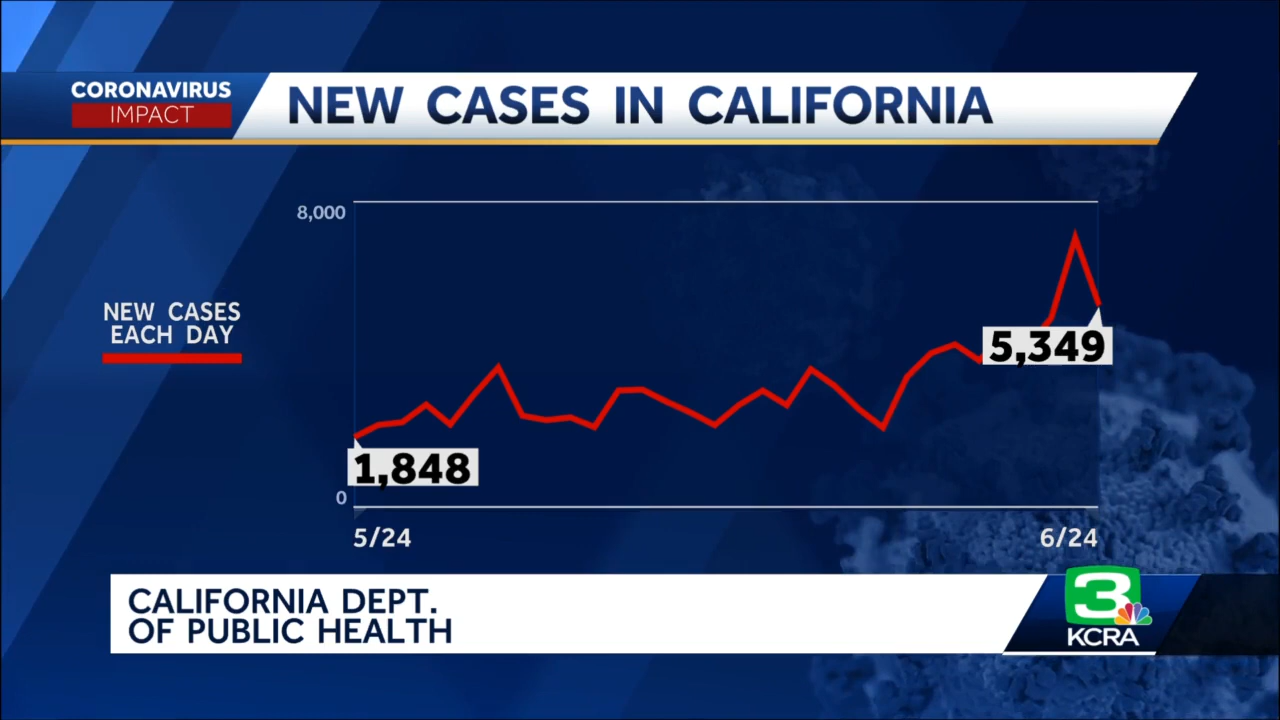 CORONAVIRUS
IMPACT
NEW CASES IN CALIFORNIA
8,000
NEW CASES
EACH DAY
5,349
1,848
0
5/24
6/24
CALIFORNIA DEPT.
OF PUBLIC HEALTH
3
KCRA